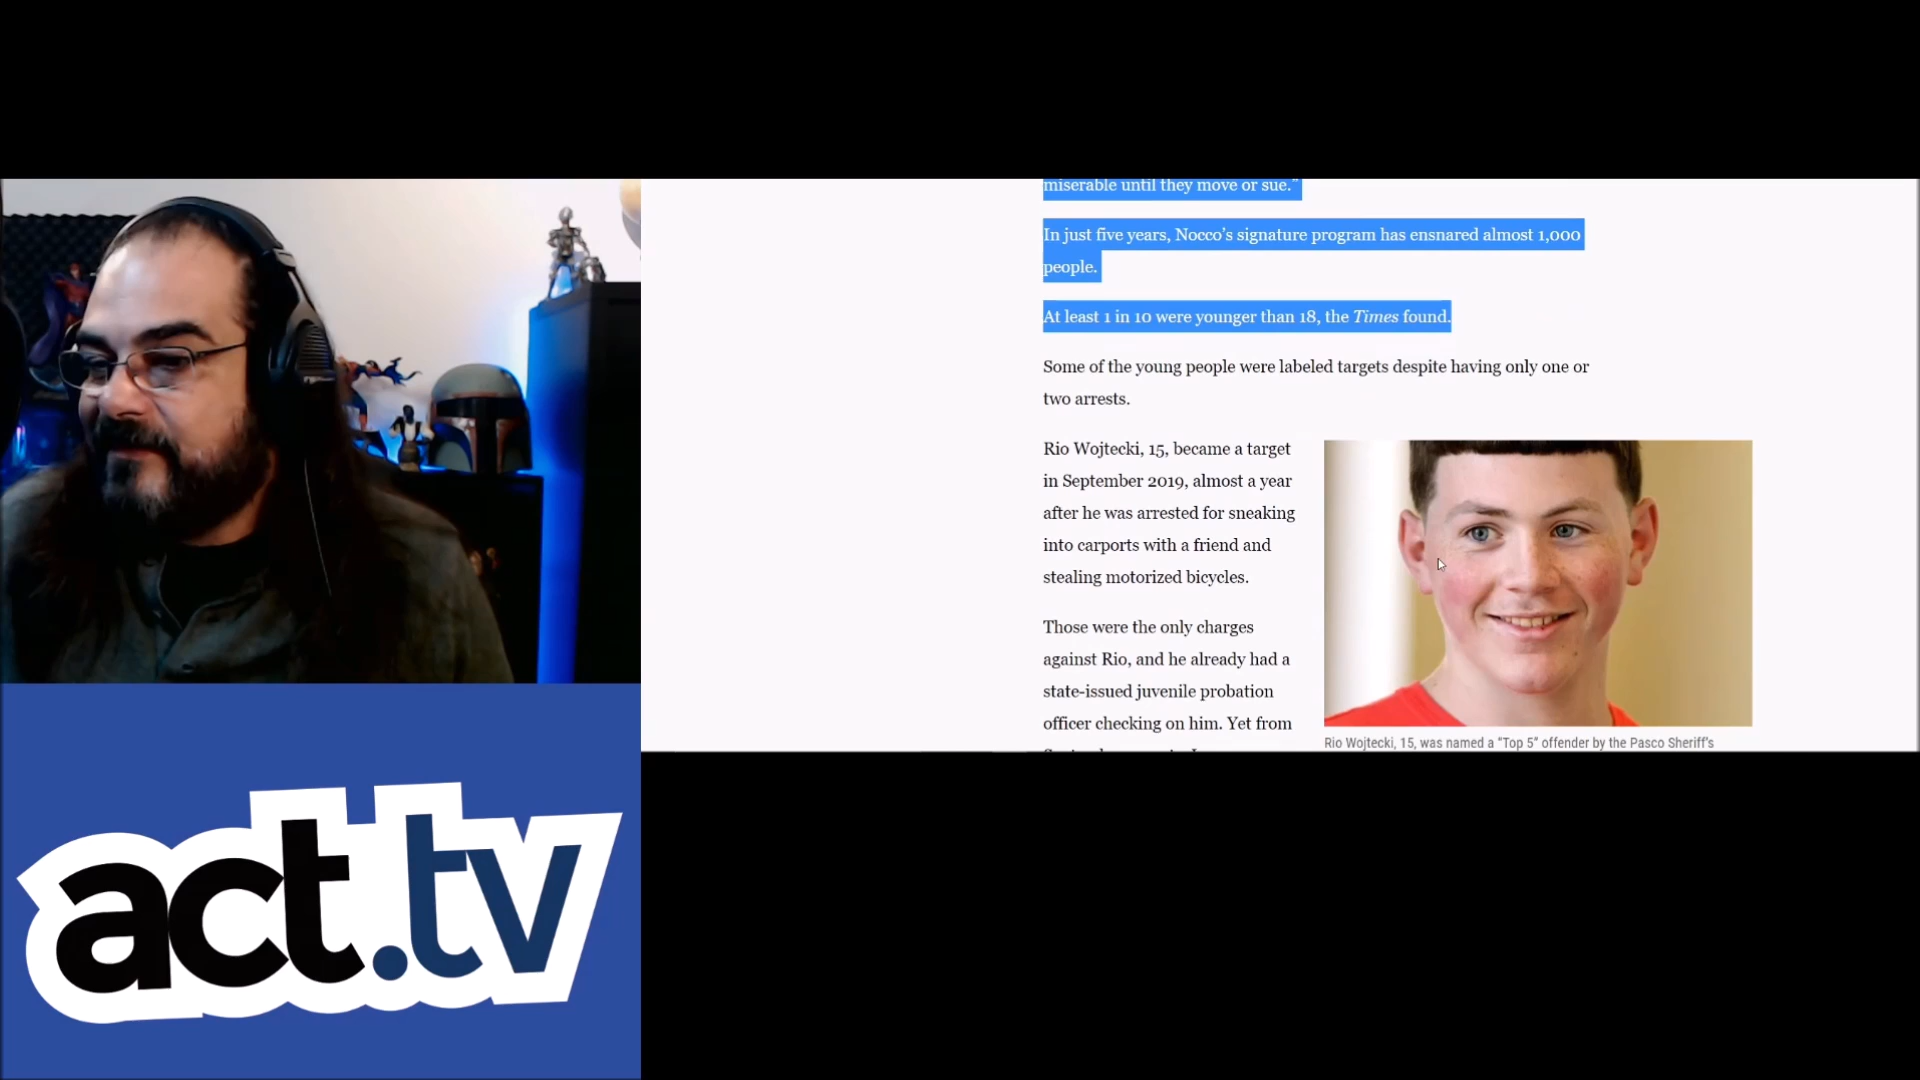 miserable until they move or sue."
In just five years, Nocco's signature program has ensnared almost 1,000
people.
At least 1 in 10 were younger than 18, the Times found.
Some of the young people were labeled targets despite having only one or
two arrests.
Rio Wojtecki, 15, became a target
in September 2019, almost a year
after he was arrested for sneaking
into carports with a friend and
stealing motorized bicycles.
Those were the only charges
against Rio, and he already had a
state-issued juvenile probation
officer checking on him. Yet from
Rio Wojtecki, 15, was named a "Top 5" offender by the Pasco Sheriff's
act.tv